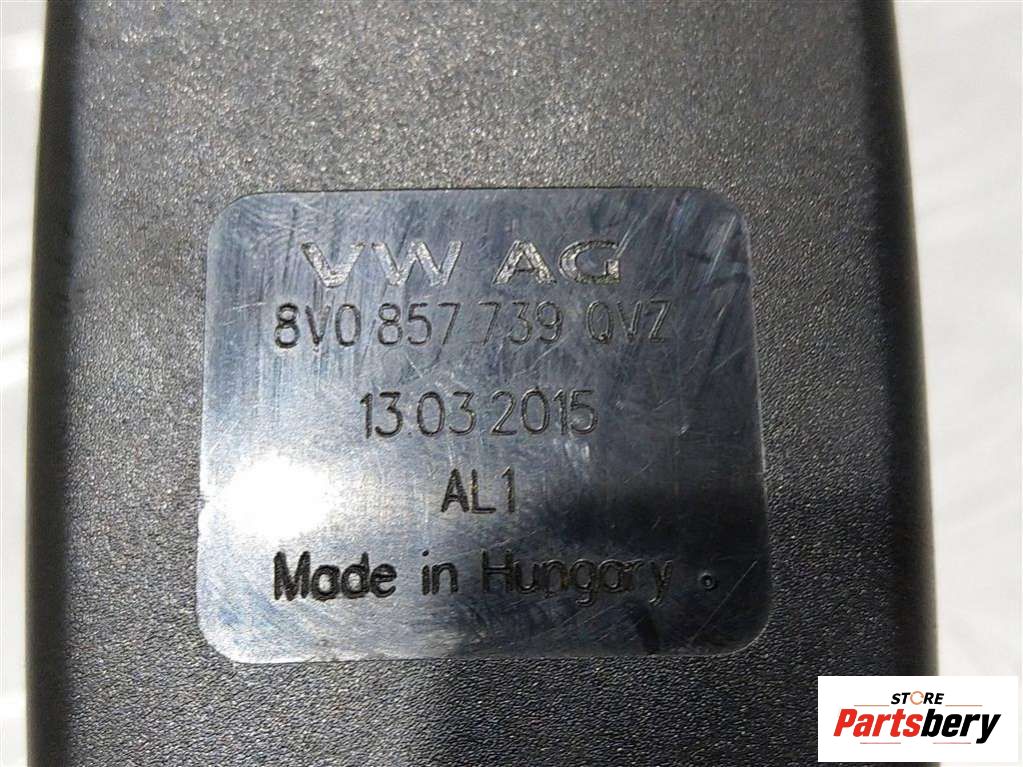 VW AG
8V0 857 739 QVZ
13.03.2015
AL1
Made in Hungary
STORE
Partsbery